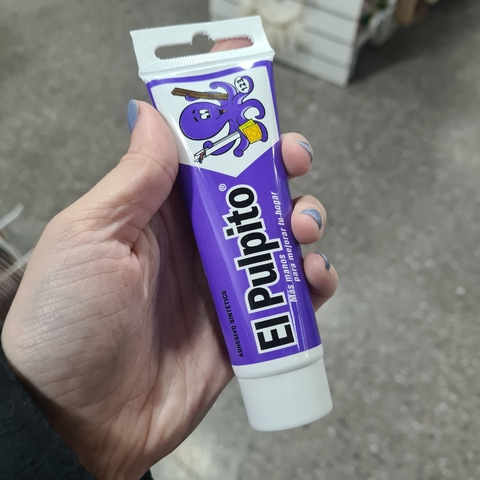 El Pulpito®
Más manos
para mejorar tu hogar
ADHESIVO SINTÉTICO